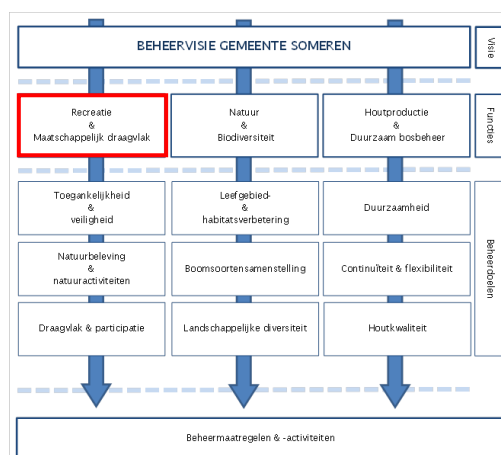 BEHEERVISIE GEMEENTE SOMEREN
Visie
Recreatie
&
Maatschappelijk draagvlak
Natuur
&
Biodiversiteit
Houtproductie
&
Duurzaam bosbeheer
Functies
Toegankelijkheid
&
veiligheid
Leefgebied-
&
habitatsverbetering
Duurzaamheid
Natuurbeleving
&
natuuractiviteiten
Boomsoortensamenstelling
Continuïteit & flexibiliteit
Draagvlak & participatie
Landschappelijke diversiteit
Houtkwaliteit
Beheerdoelen
Beheermaatregelen & -activiteiten